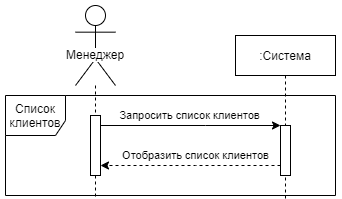 Менеджер
:Система
Список
клиентов
Запросить список клиентов
Отобразить список клиентов